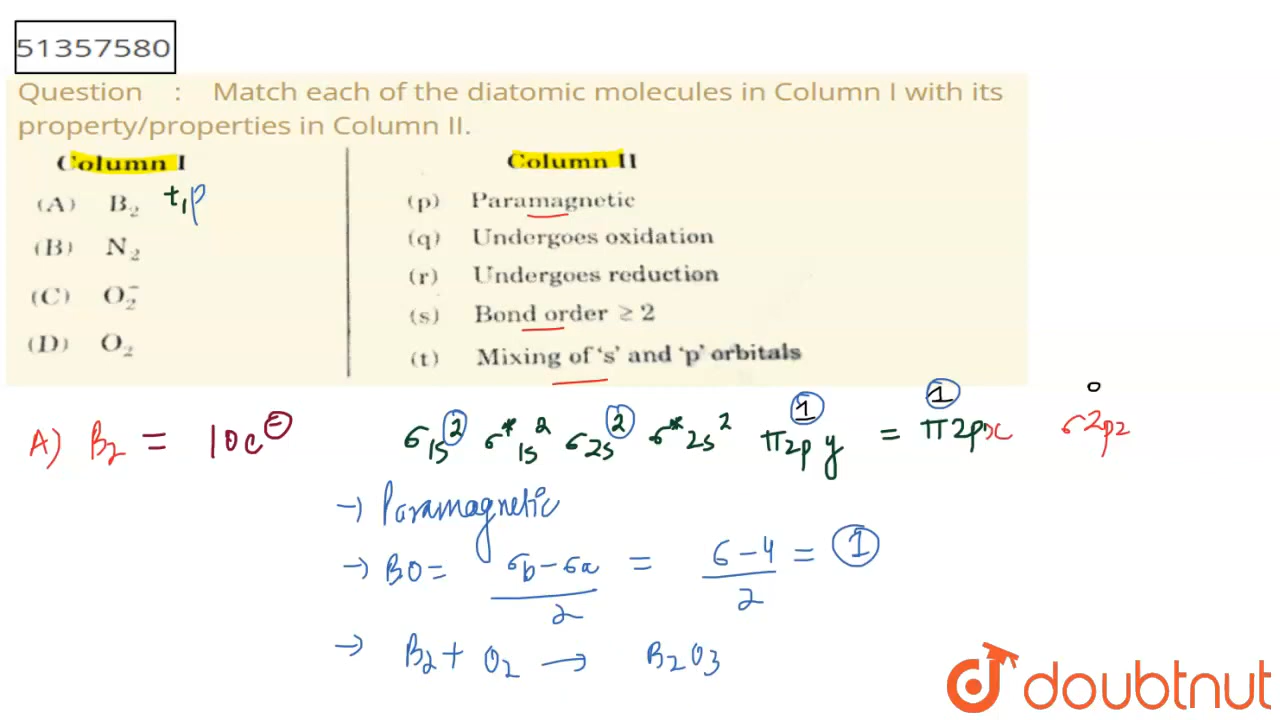 51357580
Question : Match each of the diatomic molecules in Column I with its
property/properties in Column II.
Column I
Column II
(A) B₂ t,p
(p) Paramagnetic
(B) N₂
(q) Undergoes oxidation
(C) O₂⁻
(r) Undergoes reduction
(s) Bond order ≥ 2
(D) O₂
(t) Mixing of 's' and 'p' orbitals
A) B₂ = 10e⁻ σ1s² σ*1s² σ2s² σ*2s² π2py¹ = π2px¹ σ2pz⁰
→ Paramagnetic
→ BO = σb-σa / 2 = 6-4 / 2 = 1
→ B₂ + O₂ → B₂O₃
doubtnut